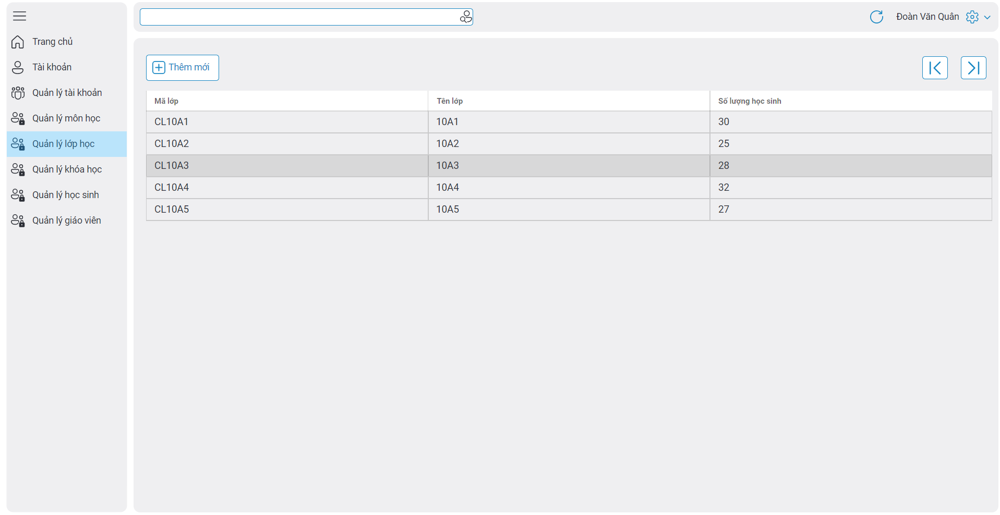 Trang chủ
Tài khoản
Quản lý tài khoản
Quản lý môn học
Quản lý lớp học
Quản lý khóa học
Quản lý học sinh
Quản lý giáo viên
Đoàn Văn Quân
Thêm mới
Mã lớp Tên lớp Số lượng học sinh
CL10A1 10A1 30
CL10A2 10A2 25
CL10A3 10A3 28
CL10A4 10A4 32
CL10A5 10A5 27